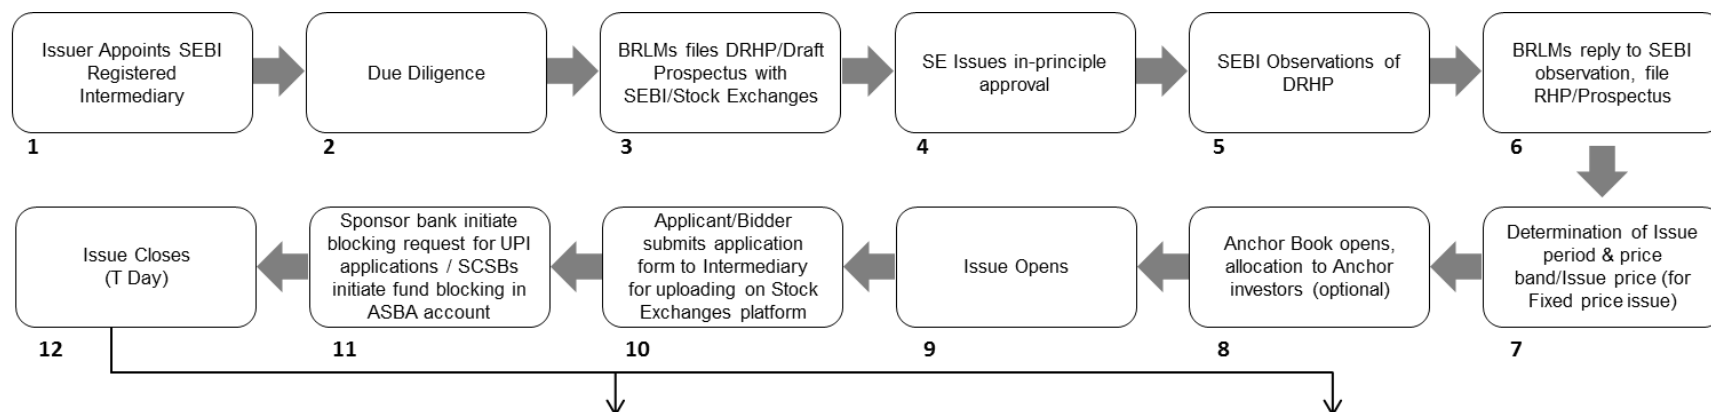 Issuer Appoints SEBI
Registered
Intermediary
1
Due Diligence
2
BRLMs files DRHP/Draft
Prospectus with
SEBI/Stock Exchanges
3
SE Issues in-principle
approval
4
SEBI Observations of
DRHP
5
BRLMs reply to SEBI
observation, file
RHP/Prospectus
6
Determination of Issue
period & price
band/Issue price (for
Fixed price issue)
7
Anchor Book opens,
allocation to Anchor
investors (optional)
8
Issue Opens
9
Applicant/Bidder
submits application
form to Intermediary
for uploading on Stock
Exchanges platform
10
Sponsor bank initiate
blocking request for UPI
applications / SCSBs
initiate fund blocking in
ASBA account
11
Issue Closes
(T Day)
12